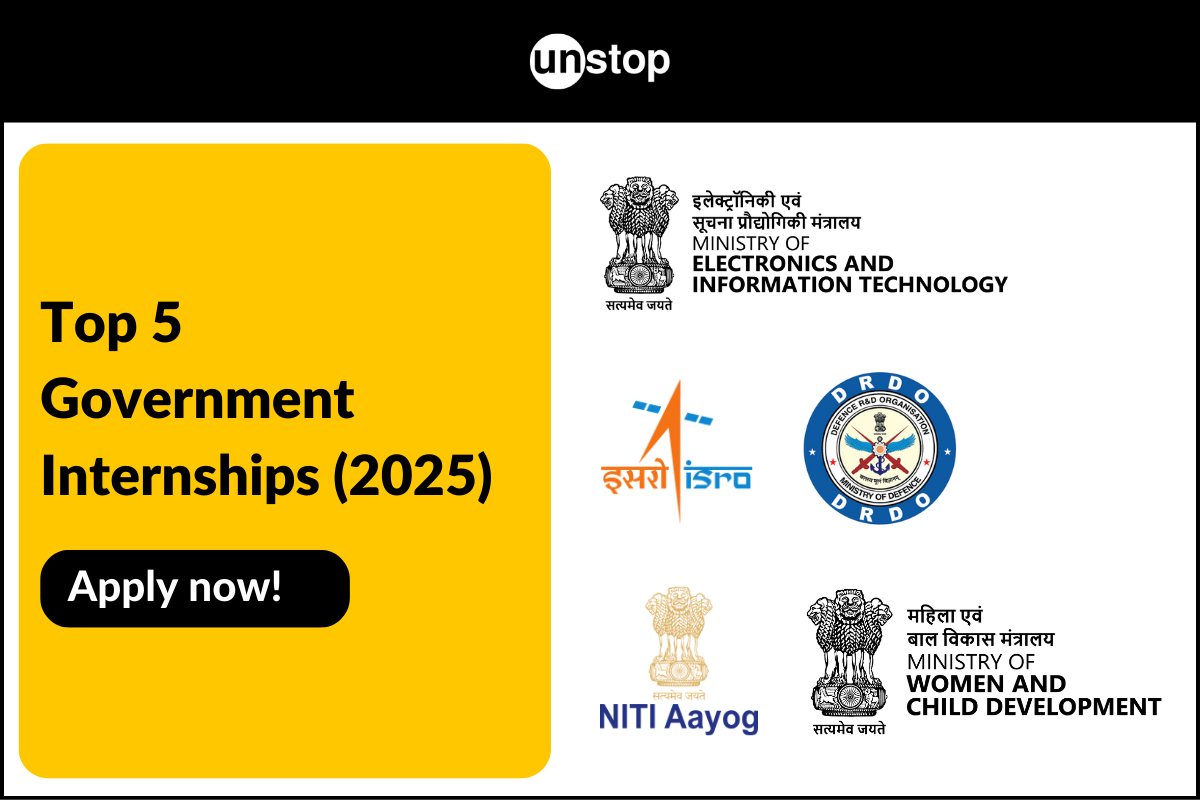 unstop
Top 5
Government
Internships (2025)
Apply now!
इलेक्ट्रॉनिकी एवं
सूचना प्रौद्योगिकी मंत्रालय
MINISTRY OF
ELECTRONICS AND
INFORMATION TECHNOLOGY
सत्यमेव जयते
इसरो isro
DRDO
DEFENCE R&D ORGANISATION
बलस्य मूलं विज्ञानम्
MINISTRY OF DEFENCE
DRDO
सत्यमेव जयते
NITI Aayog
महिला एवं
बाल विकास मंत्रालय
MINISTRY OF
WOMEN AND
CHILD DEVELOPMENT
सत्यमेव जयते